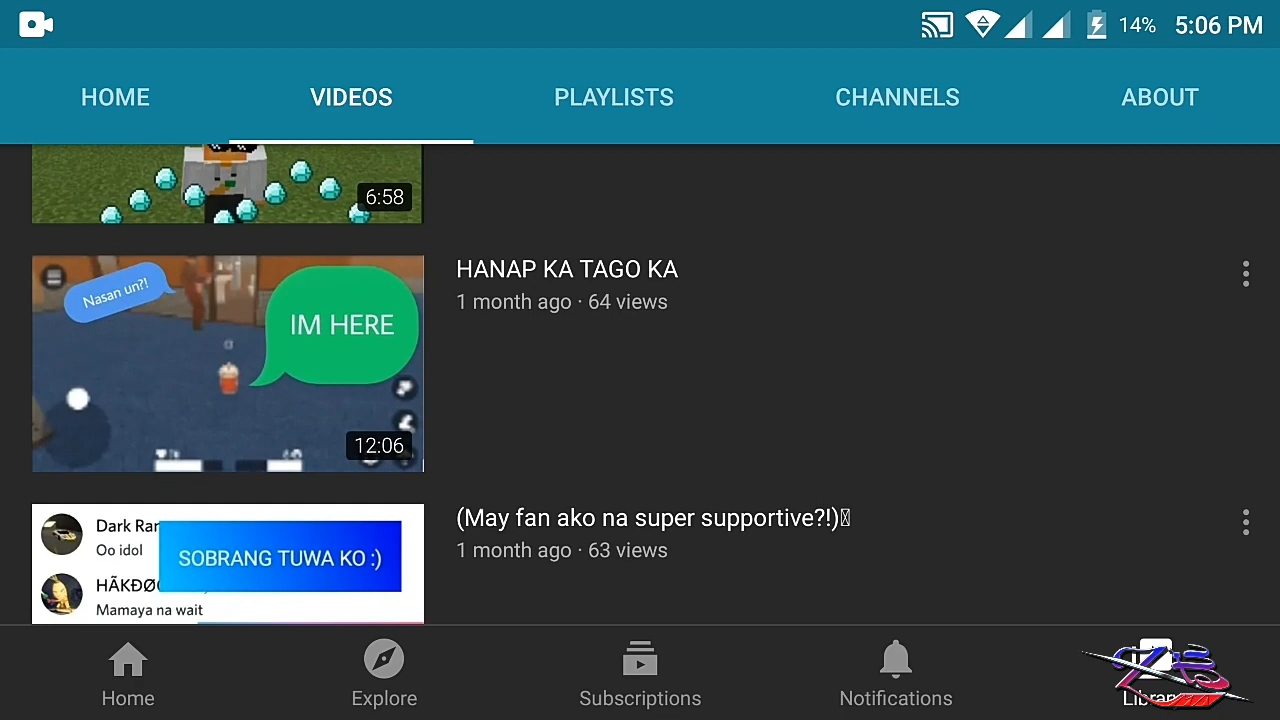 14% 5:06 PM
HOME VIDEOS PLAYLISTS CHANNELS ABOUT
6:58
Nasan un?!
IM HERE
12:06
HANAP KA TAGO KA
1 month ago · 64 views
Dark Ran
Oo idol
SOBRANG TUWA KO :)
Mamaya na wait
(May fan ako na super supportive?!)
1 month ago · 63 views
Home Explore Subscriptions Notifications